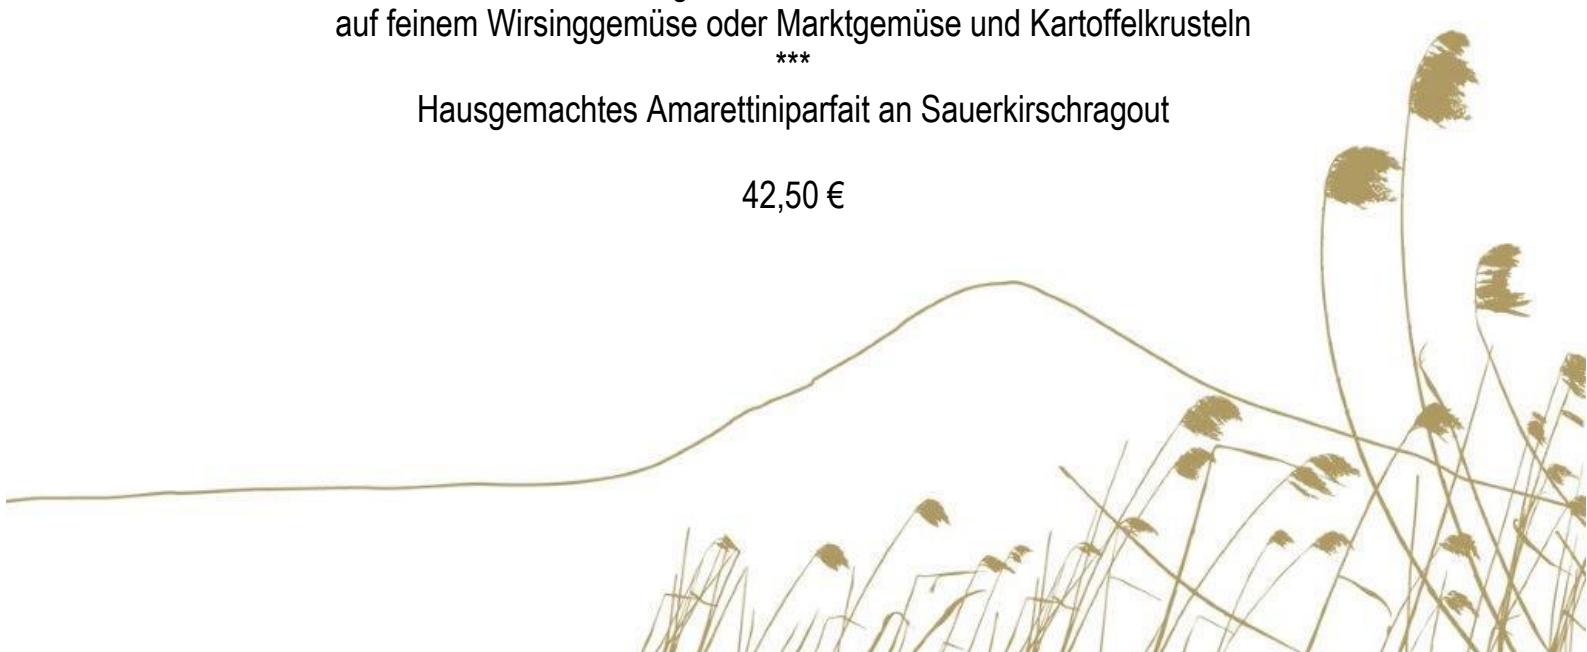 auf feinem Wirsinggemüse oder Marktgemüse und Kartoffelkrusteln
***
Hausgemachtes Amarettiniparfait an Sauerkirschragout
42,50 €